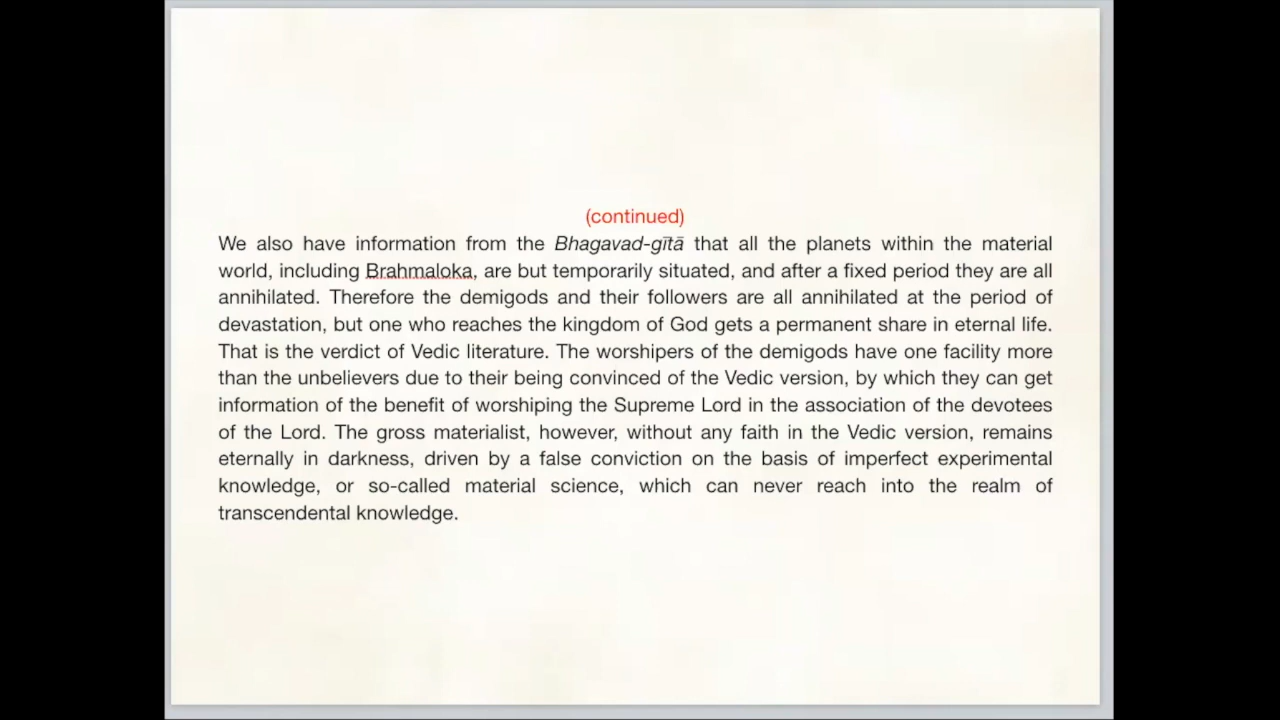 (continued)
We also have information from the Bhagavad-gītā that all the planets within the material
world, including Brahmaloka, are but temporarily situated, and after a fixed period they are all
annihilated. Therefore the demigods and their followers are all annihilated at the period of
devastation, but one who reaches the kingdom of God gets a permanent share in eternal life.
That is the verdict of Vedic literature. The worshipers of the demigods have one facility more
than the unbelievers due to their being convinced of the Vedic version, by which they can get
information of the benefit of worshiping the Supreme Lord in the association of the devotees
of the Lord. The gross materialist, however, without any faith in the Vedic version, remains
eternally in darkness, driven by a false conviction on the basis of imperfect experimental
knowledge, or so-called material science, which can never reach into the realm of
transcendental knowledge.